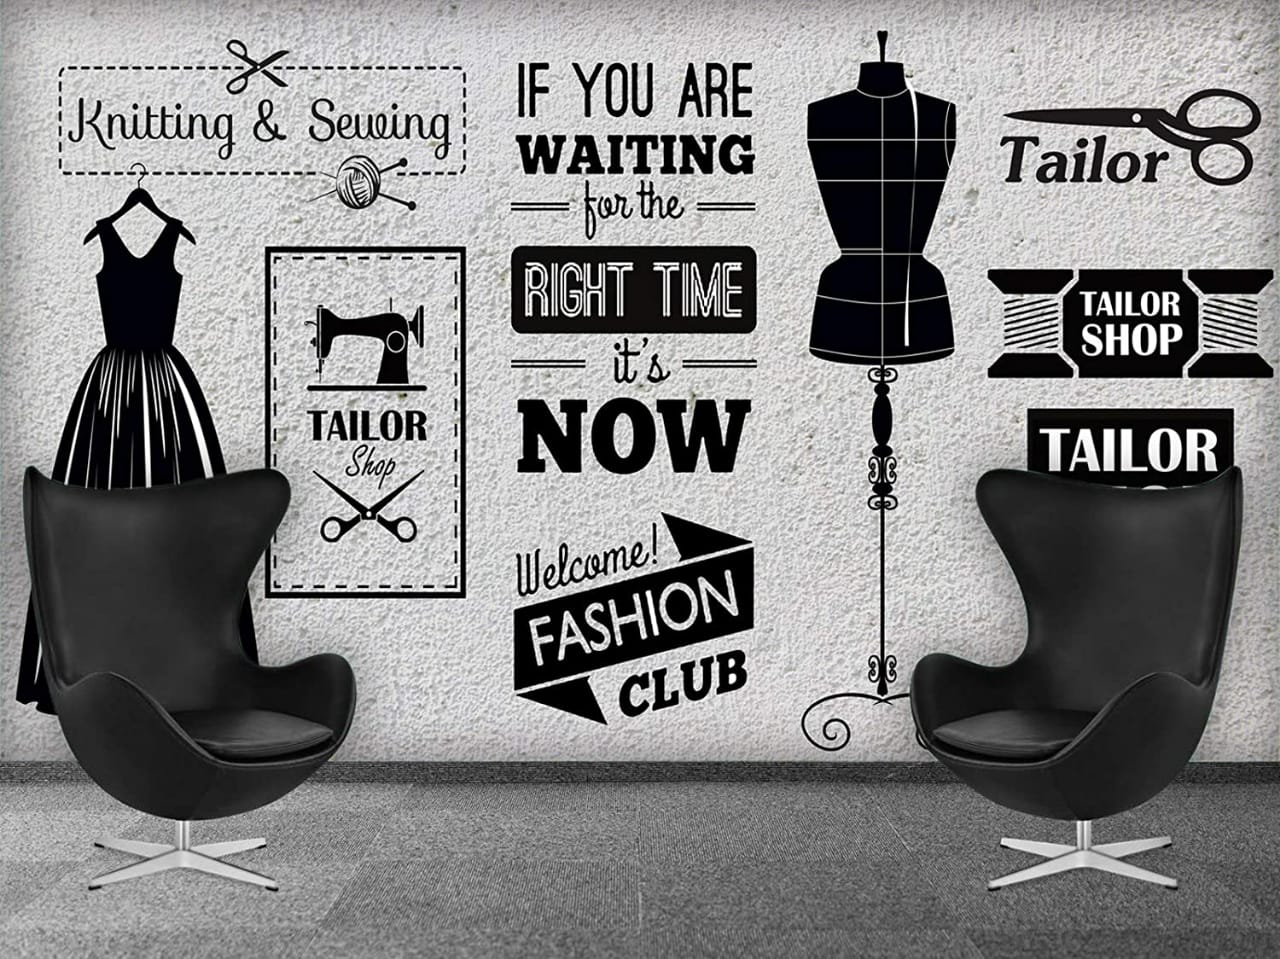 Knitting & Sewing
TAILOR
Shop
IF YOU ARE
WAITING
for the
RIGHT TIME
it's
NOW
Welcome!
FASHION
CLUB
Tailor
TAILOR
SHOP
TAILOR